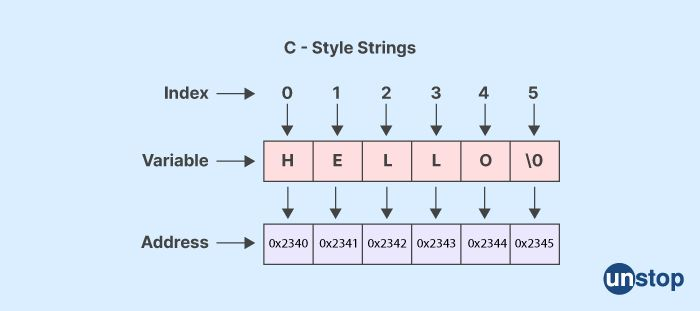 C - Style Strings
Index 0 1 2 3 4 5
Variable H E L L O \0
Address 0x2340 0x2341 0x2342 0x2343 0x2344 0x2345
unstop